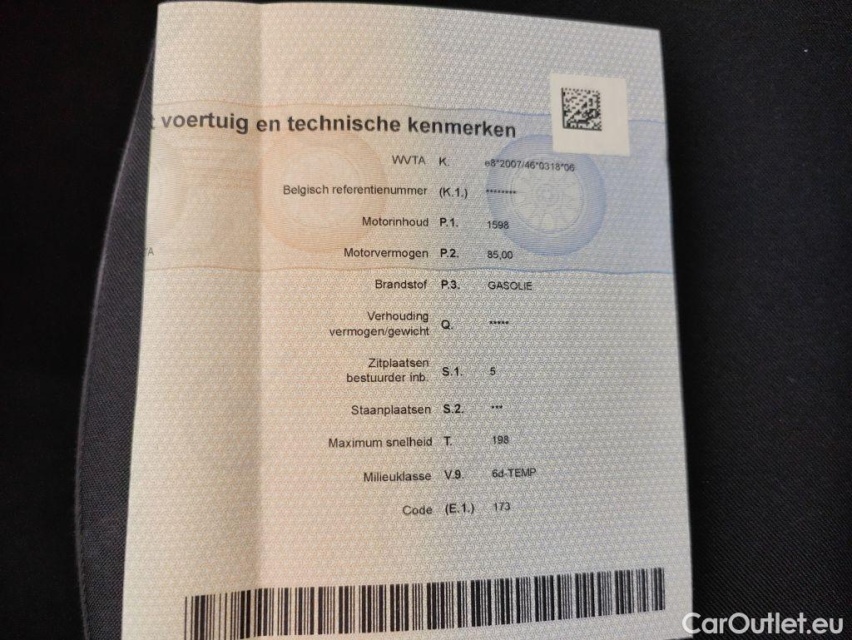 voertuig en technische kenmerken
WVTA K. e8*2007/46*0318*06
Belgisch referentienummer (K.1.) ********
Motorinhoud P.1. 1598
Motorvermogen P.2. 85,00
Brandstof P.3. GASOLIE
Verhouding
vermogen/gewicht Q. *****
Zitplaatsen
bestuurder inb. S.1. 5
Staanplaatsen S.2. ***
Maximum snelheid T. 198
Milieuklasse V.9. 6d-TEMP
Code (E.1.) 173
CarOutlet.eu